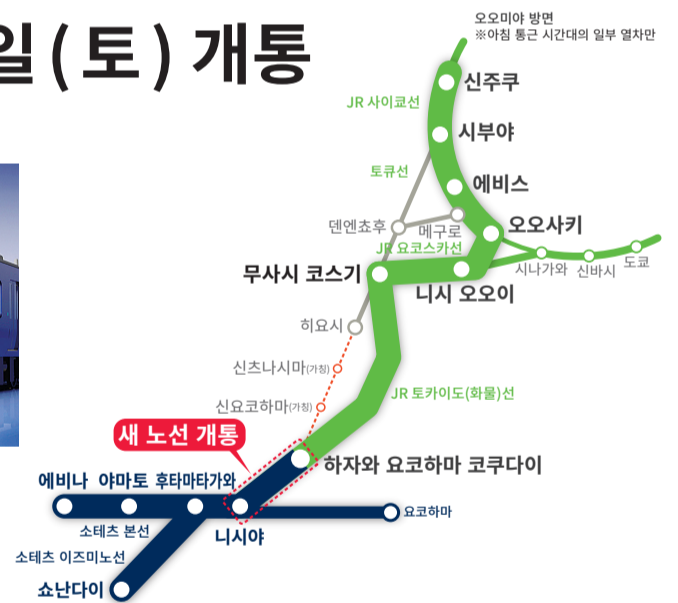 일(토) 개통
오오미야 방면
※아침 통근 시간대의 일부 열차만
신주쿠
JR 사이쿄선
시부야
토큐선
에비스
덴엔쵸후
메구로
오오사키
JR 요코스카선
시나가와
신바시
도쿄
무사시 코스기
니시 오오이
히요시
신츠나시마(가칭)
JR 토카이도(화물)선
신요코하마(가칭)
새 노선 개통
하자와 요코하마 코쿠다이
에비나
야마토
후타마타가와
요코하마
소테츠 본선
니시야
소테츠 이즈미노선
쇼난다이